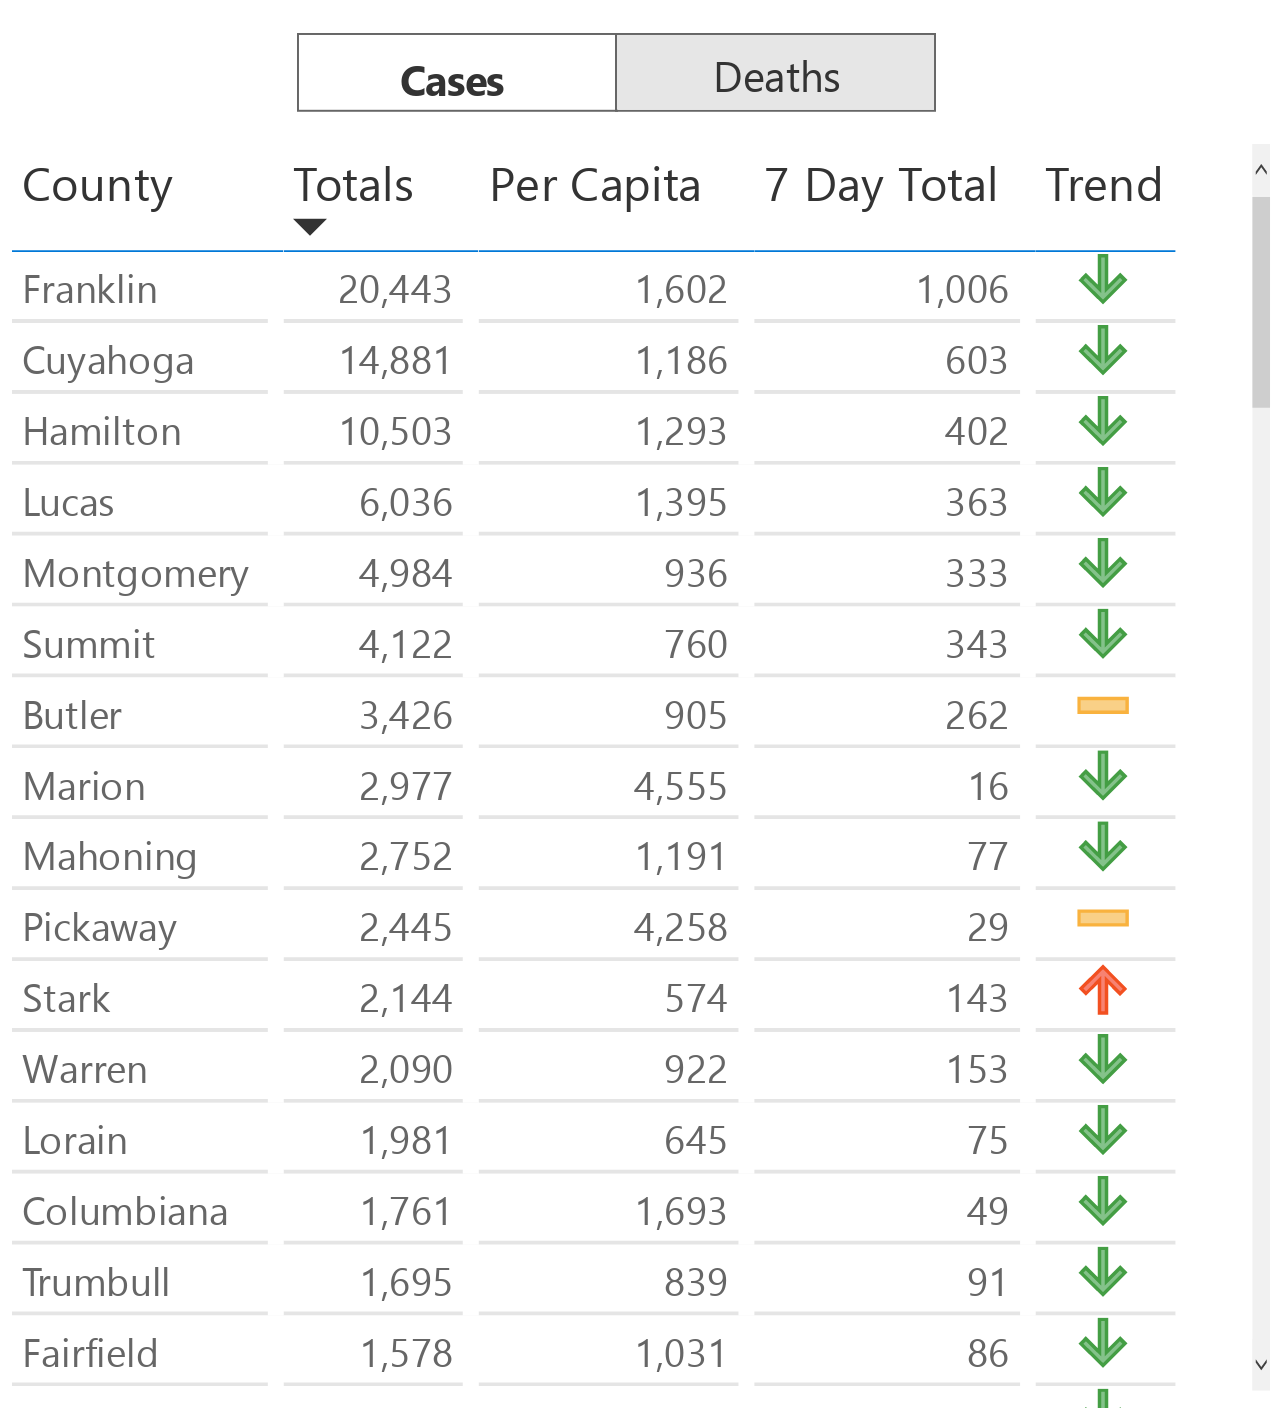 Cases Deaths
County Totals Per Capita 7 Day Total Trend
Franklin 20,443 1,602 1,006
Cuyahoga 14,881 1,186 603
Hamilton 10,503 1,293 402
Lucas 6,036 1,395 363
Montgomery 4,984 936 333
Summit 4,122 760 343
Butler 3,426 905 262
Marion 2,977 4,555 16
Mahoning 2,752 1,191 77
Pickaway 2,445 4,258 29
Stark 2,144 574 143
Warren 2,090 922 153
Lorain 1,981 645 75
Columbiana 1,761 1,693 49
Trumbull 1,695 839 91
Fairfield 1,578 1,031 86